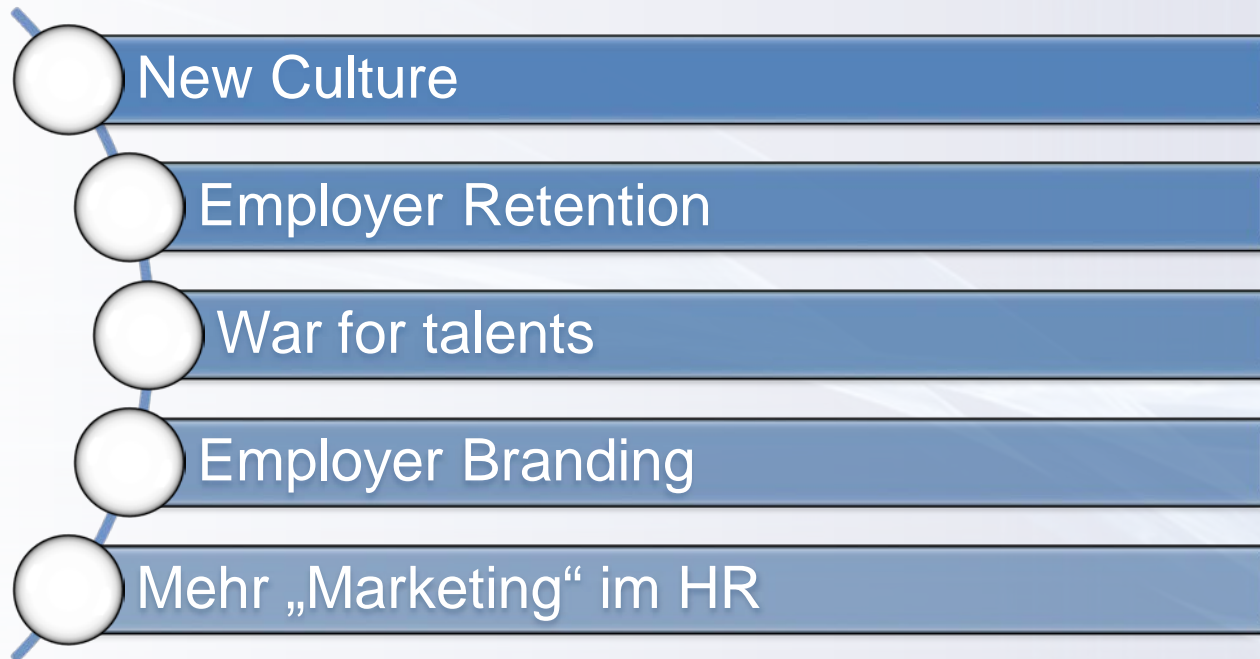 New Culture
Employer Retention
War for talents
Employer Branding
Mehr „Marketing“ im HR